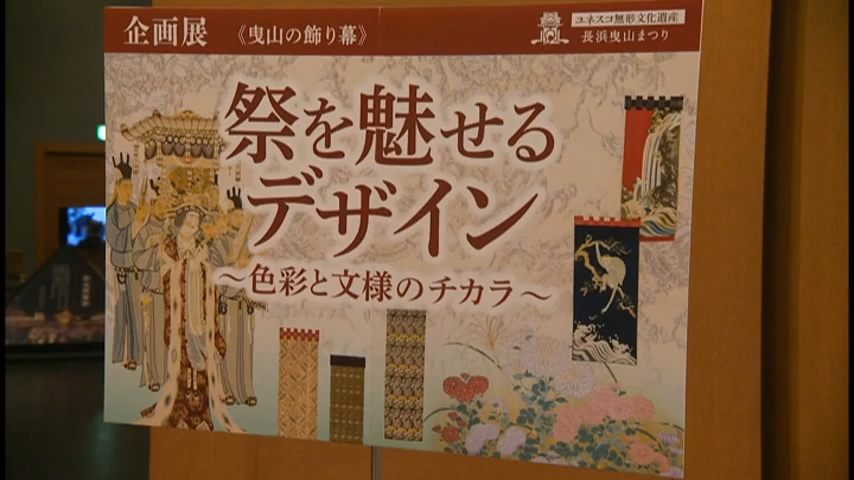 企画展 《曳山の飾り幕》
ユネスコ無形文化遺産
長浜曳山まつり
祭を魅せる
デザイン
～色彩と文様のチカラ～